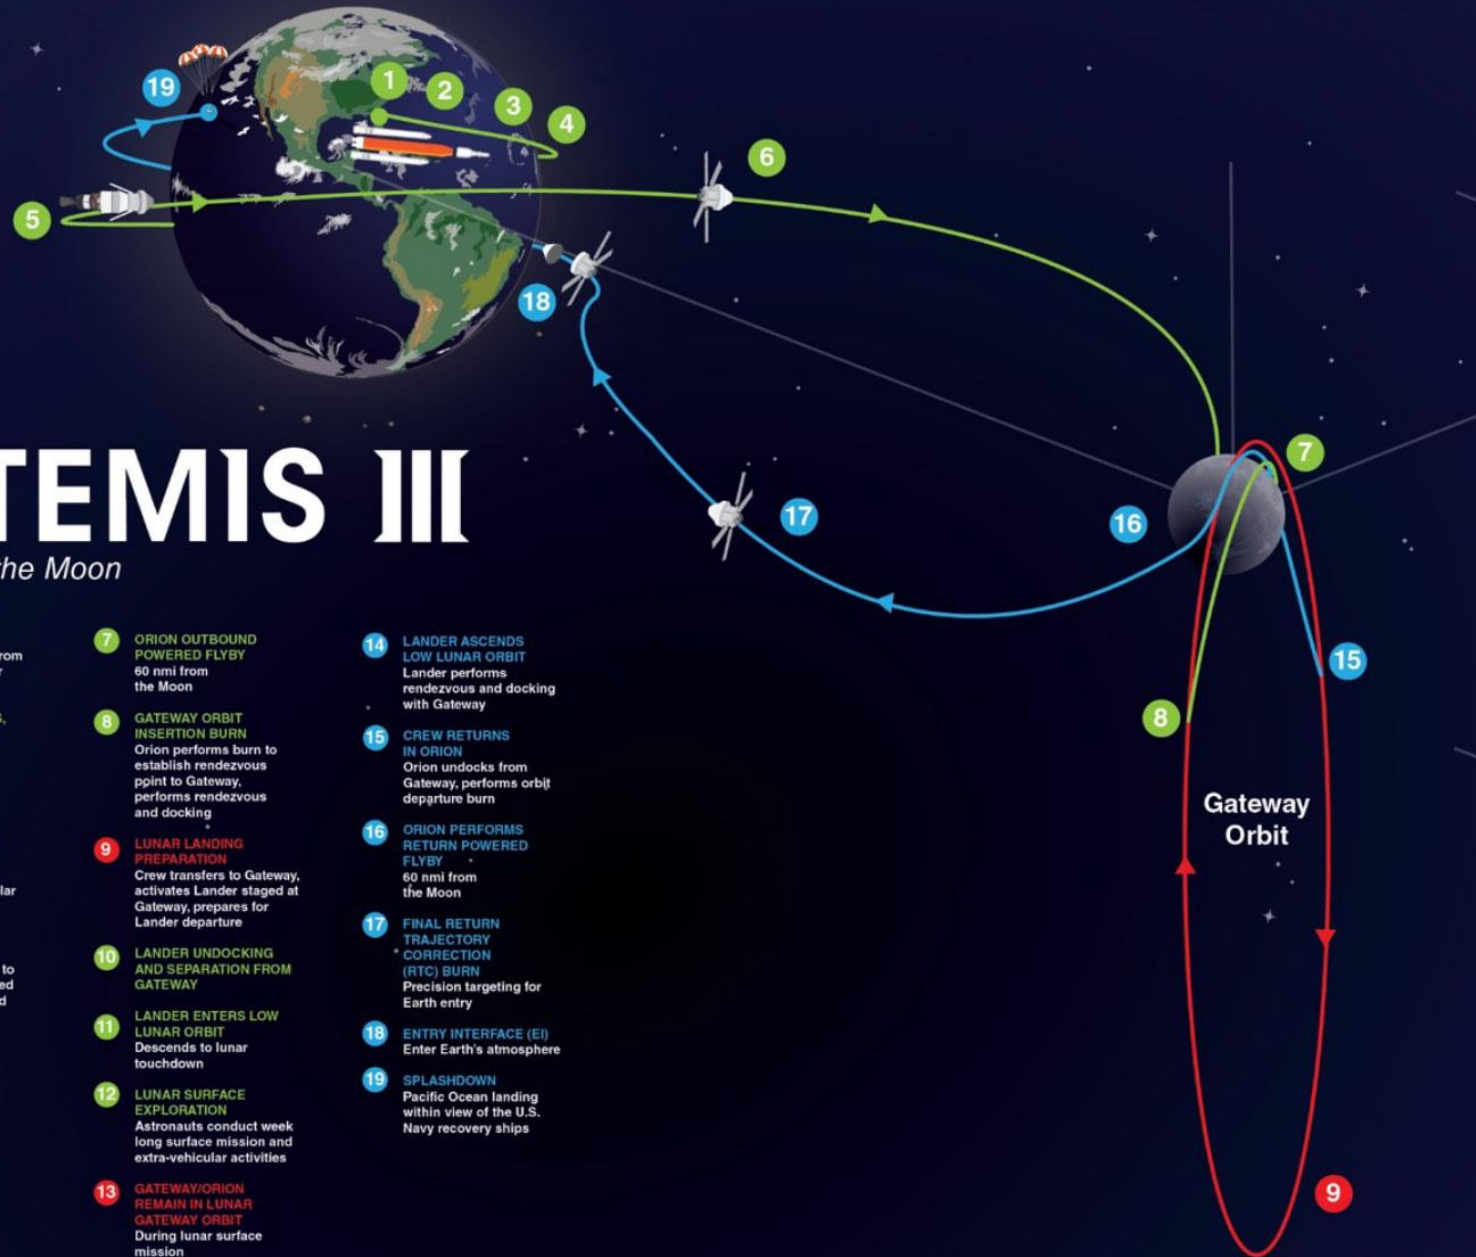 19
1
2
3
4
5
6
18
7
17
16
15
8
Gateway
Orbit
9
TEMIS III
the Moon
rom
r
s,
lar
to
ed
d
7
ORION OUTBOUND
POWERED FLYBY
60 nmi from
the Moon
8
GATEWAY ORBIT
INSERTION BURN
Orion performs burn to
establish rendezvous
point to Gateway,
performs rendezvous
and docking
9
LUNAR LANDING
PREPARATION
Crew transfers to Gateway,
activates Lander staged at
Gateway, prepares for
Lander departure
10
LANDER UNDOCKING
AND SEPARATION FROM
GATEWAY
11
LANDER ENTERS LOW
LUNAR ORBIT
Descends to lunar
touchdown
12
LUNAR SURFACE
EXPLORATION
Astronauts conduct week
long surface mission and
extra-vehicular activities
13
GATEWAY/ORION
REMAIN IN LUNAR
GATEWAY ORBIT
During lunar surface
mission
14
LANDER ASCENDS
LOW LUNAR ORBIT
Lander performs
rendezvous and docking
with Gateway
15
CREW RETURNS
IN ORION
Orion undocks from
Gateway, performs orbit
departure burn
16
ORION PERFORMS
RETURN POWERED
FLYBY
60 nmi from
the Moon
17
FINAL RETURN
TRAJECTORY
CORRECTION
(RTC) BURN
Precision targeting for
Earth entry
18
ENTRY INTERFACE (EI)
Enter Earth's atmosphere
19
SPLASHDOWN
Pacific Ocean landing
within view of the U.S.
Navy recovery ships